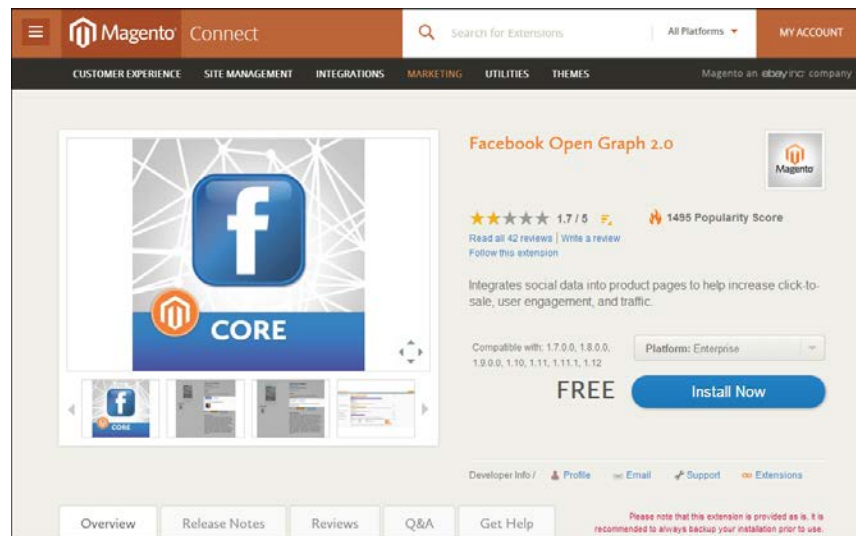 Magento Connect
Search for Extensions
All Platforms
MY ACCOUNT
CUSTOMER EXPERIENCE SITE MANAGEMENT INTEGRATIONS MARKETING UTILITIES THEMES
Magento an ebay inc company
Facebook Open Graph 2.0
Magento
f
CORE
1.7 / 5
1495 Popularity Score
Read all 42 reviews | Write a review
Follow this extension
Integrates social data into product pages to help increase click-to-
sale, user engagement, and traffic.
Compatible with: 1.7.0.0, 1.8.0.0,
1.9.0.0, 1.10, 1.11, 1.11.1, 1.12
Platform: Enterprise
FREE
Install Now
f
CORE
Developer Info / Profile Email Support Extensions
Overview Release Notes Reviews Q&A Get Help
Please note that this extension is provided as is. It is
recommended to always backup your installation prior to use.